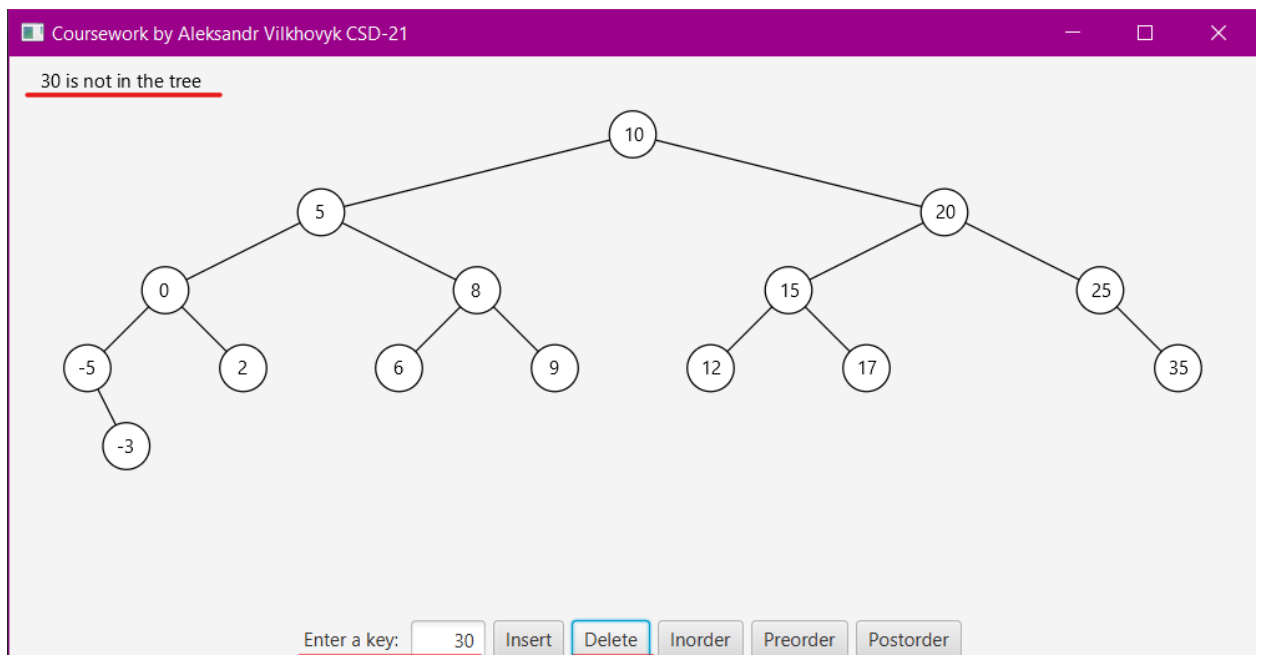 Coursework by Aleksandr Vilkhovyk CSD-21
30 is not in the tree
10
5 20
0 8 15 25
-5 2 6 9 12 17 35
-3
Enter a key: 30 Insert Delete Inorder Preorder Postorder